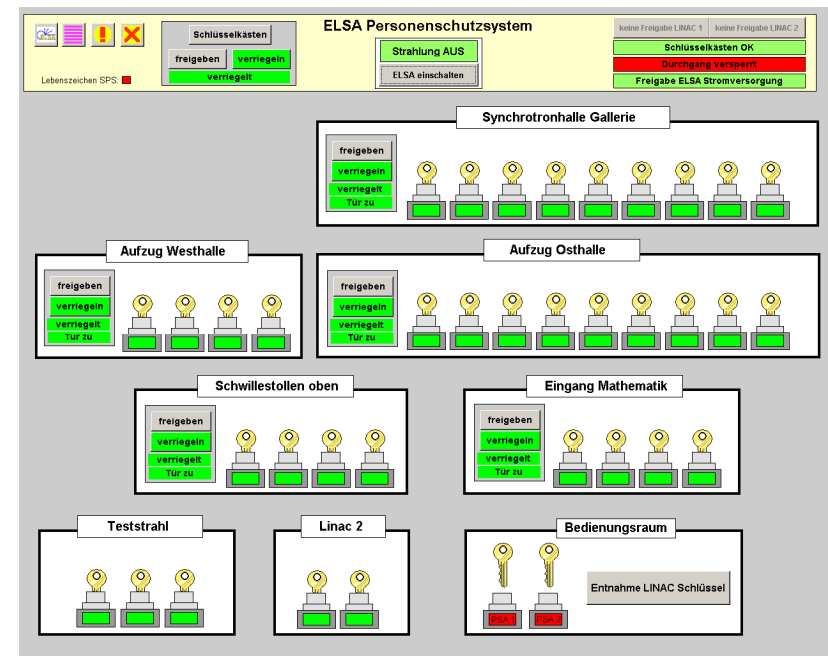 ELSA Personenschutzsystem
Schlüsselkästen
freigeben verriegeln
verriegelt
Lebenszeichen SPS:
Strahlung AUS
ELSA einschalten
keine Freigabe LINAC 1 keine Freigabe LINAC 2
Schlüsselkästen OK
Durchgang versperrt
Freigabe ELSA Stromversorgung
Synchrotronhalle Gallerie
freigeben
verriegeln
verriegelt
Tür zu
Aufzug Westhalle
freigeben
verriegeln
verriegelt
Tür zu
Aufzug Osthalle
freigeben
verriegeln
verriegelt
Tür zu
Schwillestollen oben
freigeben
verriegeln
verriegelt
Tür zu
Eingang Mathematik
freigeben
verriegeln
verriegelt
Tür zu
Teststrahl
Linac 2
Bedienungsraum
PSA 1 PSA 2
Entnahme LINAC Schlüssel